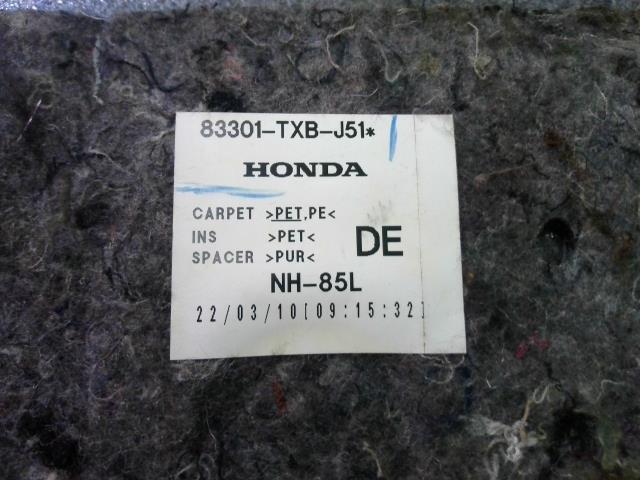 83301-TXB-J51*
HONDA
CARPET >PET,PE<
INS >PET<
SPACER >PUR<
DE
NH-85L
22/03/10[09:15:32]